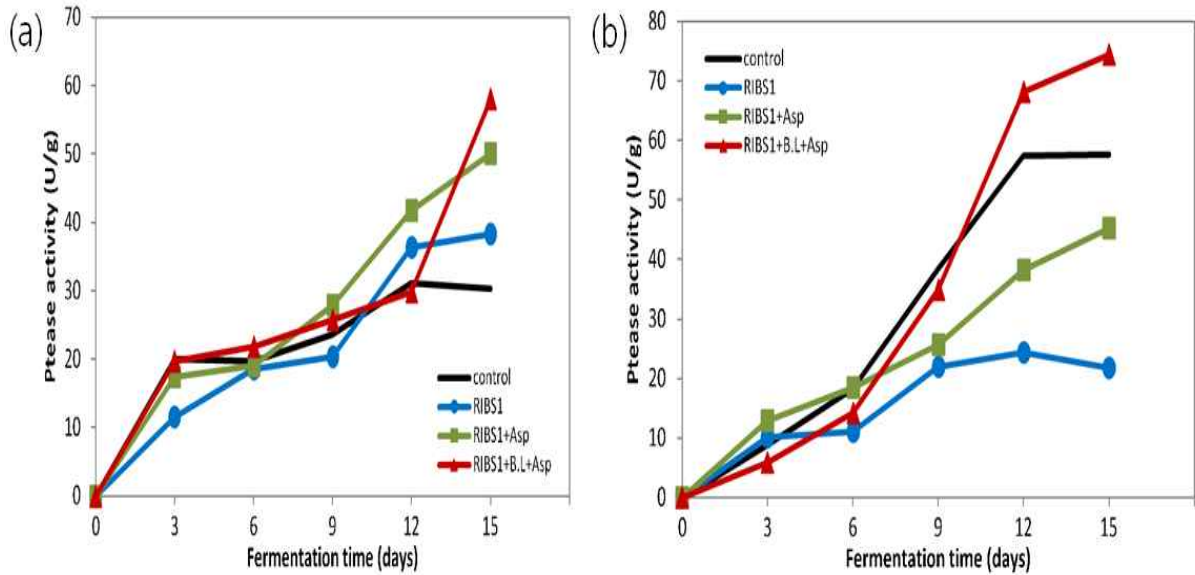 (a)
70
60
50
40
30
20
10
0
Ptease activity (U/g)
control
RIBS1
RIBS1+Asp
RIBS1+B.L+Asp
0 3 6 9 12 15
Fermentation time (days)
(b)
80
70
60
50
40
30
20
10
0
Ptease activity (U/g)
control
RIBS1
RIBS1+Asp
RIBS1+B.L+Asp
0 3 6 9 12 15
Fermentation time (days)